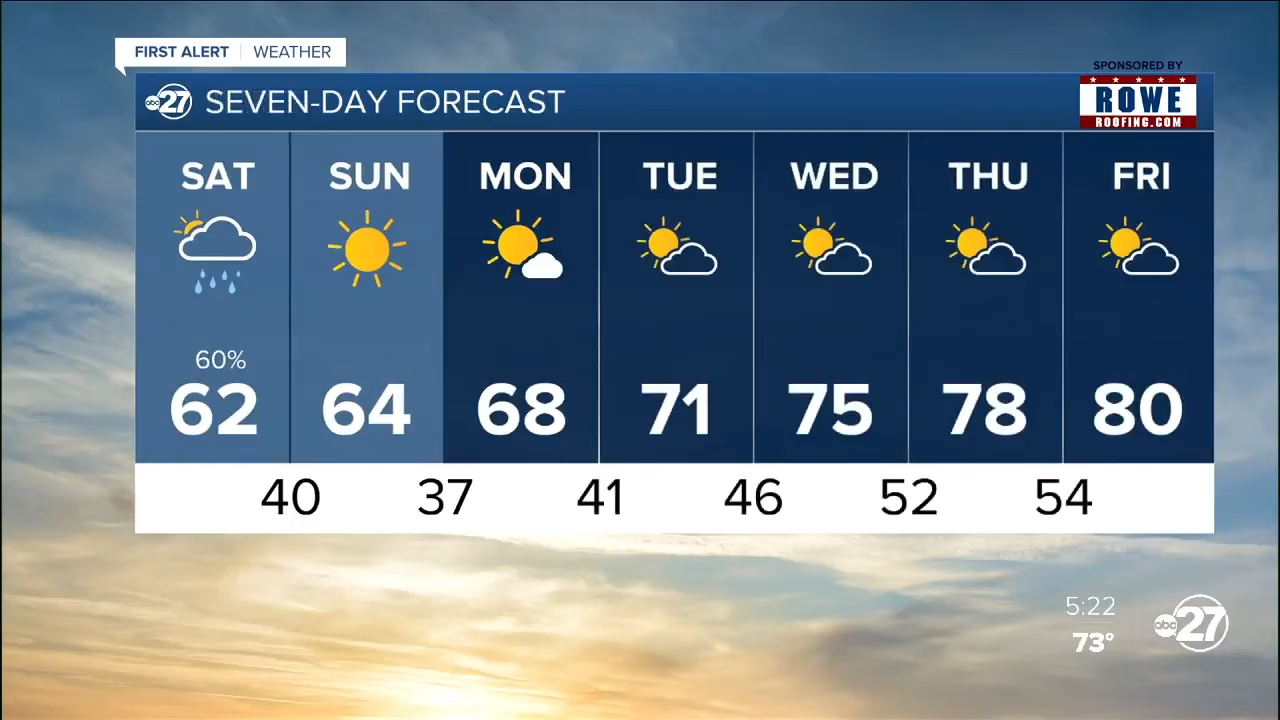 FIRST ALERT | WEATHER
SPONSORED BY
abc 27 SEVEN-DAY FORECAST
ROWE
ROOFING.COM
SAT SUN MON TUE WED THU FRI
60%
62 64 68 71 75 78 80
40 37 41 46 52 54
5:22
73°
abc 27